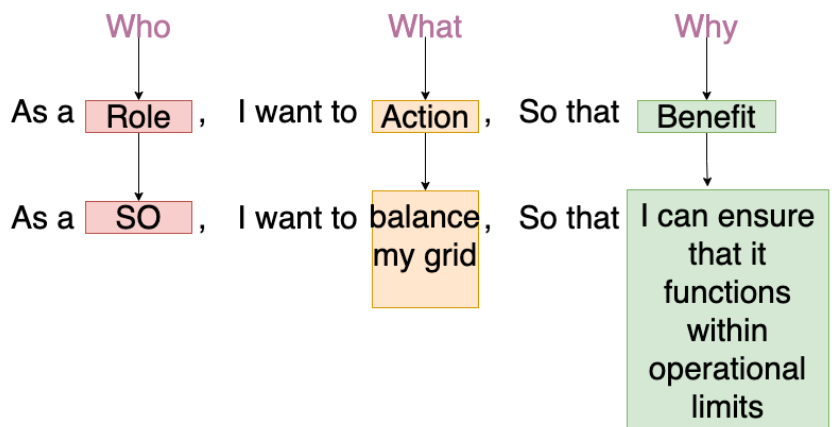 Who What Why
As a Role , I want to Action , So that Benefit
As a SO , I want to balance , So that I can ensure
my grid that it
functions
within
operational
limits